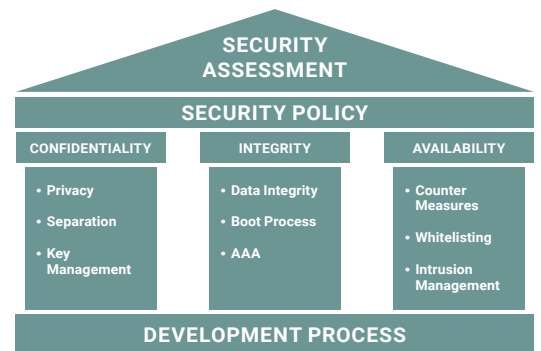 SECURITY
ASSESSMENT
SECURITY POLICY
CONFIDENTIALITY
• Privacy
• Separation
• Key
Management
INTEGRITY
• Data Integrity
• Boot Process
• AAA
AVAILABILITY
• Counter
Measures
• Whitelisting
• Intrusion
Management
DEVELOPMENT PROCESS